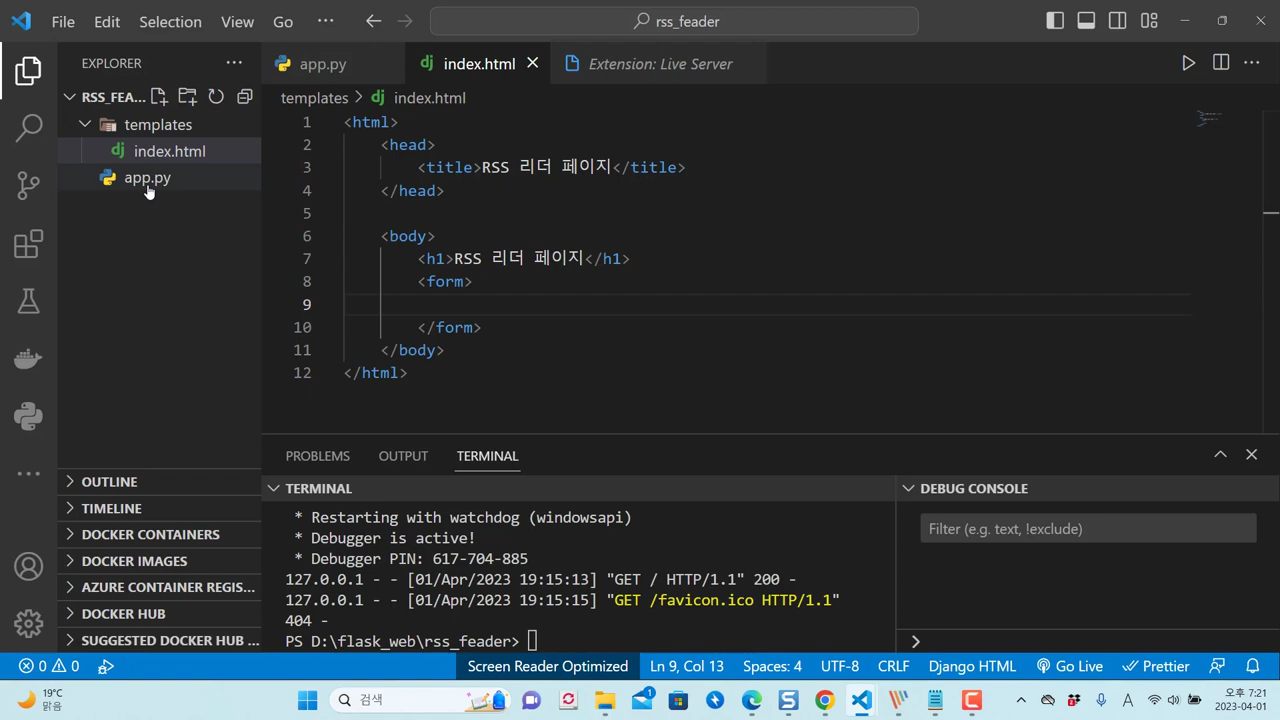 File Edit Selection View Go ··· rss_feader
EXPLORER ···
app.py index.html Extension: Live Server
RSS_FEA...
templates
index.html
app.py
templates > index.html
1 <html>
2 <head>
3 <title>RSS 리더 페이지</title>
4 </head>
5
6 <body>
7 <h1>RSS 리더 페이지</h1>
8 <form>
9
10 </form>
11 </body>
12 </html>
OUTLINE
TIMELINE
DOCKER CONTAINERS
DOCKER IMAGES
AZURE CONTAINER REGIS...
DOCKER HUB
SUGGESTED DOCKER HUB ...
PROBLEMS OUTPUT TERMINAL
TERMINAL
* Restarting with watchdog (windowsapi)
* Debugger is active!
* Debugger PIN: 617-704-885
127.0.0.1 - - [01/Apr/2023 19:15:13] "GET / HTTP/1.1" 200 -
127.0.0.1 - - [01/Apr/2023 19:15:15] "GET /favicon.ico HTTP/1.1"
404 -
PS D:\flask_web\rss_feader>
DEBUG CONSOLE
Filter (e.g. text, !exclude)
0 0 Screen Reader Optimized Ln 9, Col 13 Spaces: 4 UTF-8 CRLF Django HTML Go Live Prettier
19°C
맑음
검색
1
A
오후 7:21
2023-04-01